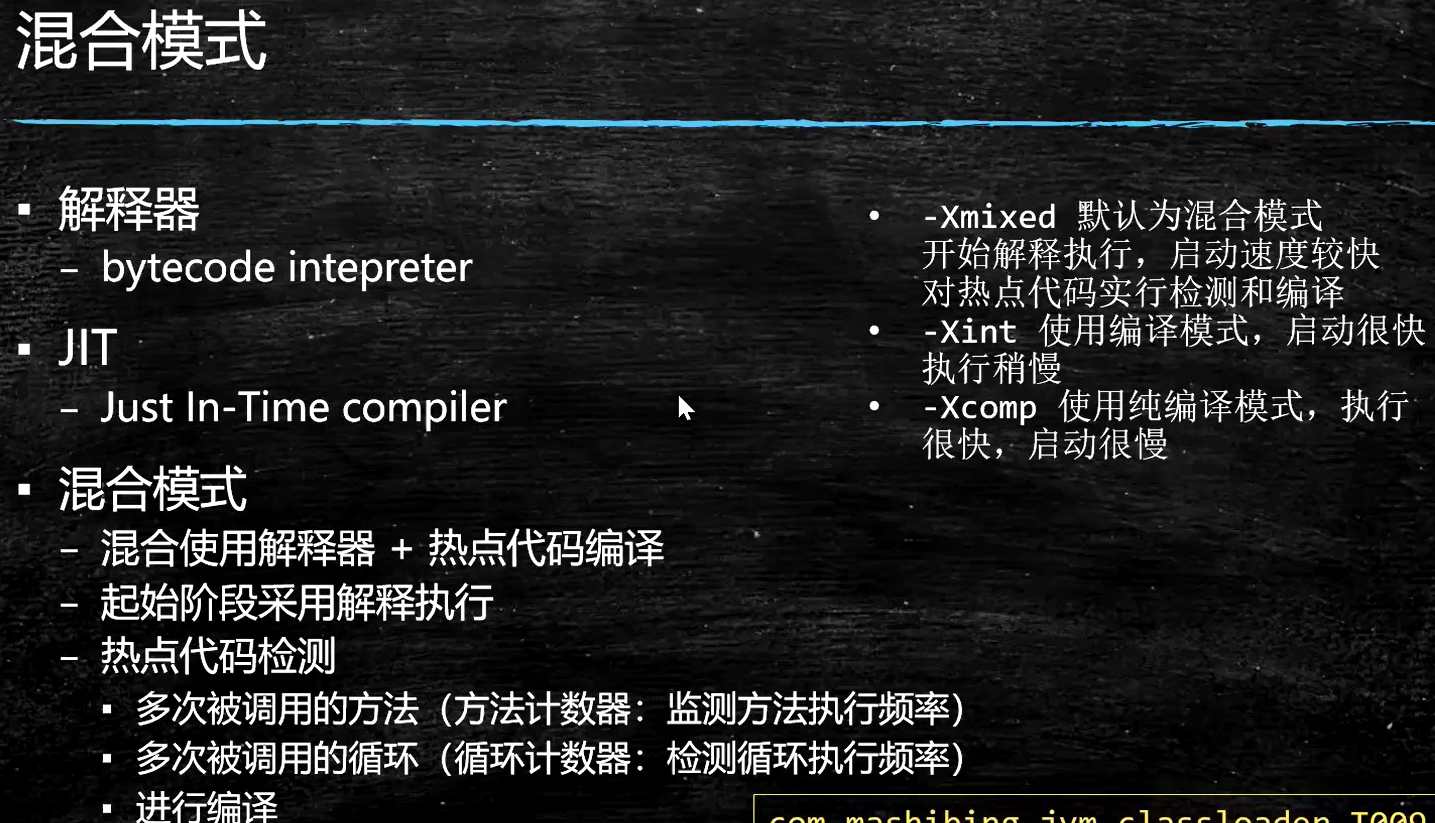 混合模式
解释器
– bytecode intepreter
JIT
– Just In-Time compiler
混合模式
– 混合使用解释器 + 热点代码编译
– 起始阶段采用解释执行
– 热点代码检测
多次被调用的方法（方法计数器：监测方法执行频率）
多次被调用的循环（循环计数器：检测循环执行频率）
进行编译
• -Xmixed 默认为混合模式
开始解释执行，启动速度较快
对热点代码实行检测和编译
• -Xint 使用编译模式，启动很快
执行稍慢
• -Xcomp 使用纯编译模式，执行
很快，启动很慢
com.mashibing.jvm.classloader.T009